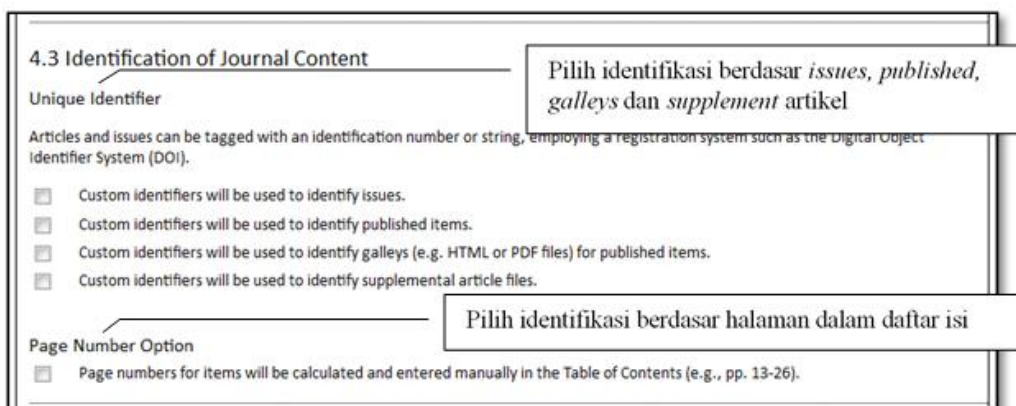 4.3 Identification of Journal Content
Pilih identifikasi berdasar issues, published,
galleys dan supplement artikel
Unique Identifier
Articles and issues can be tagged with an identification number or string, employing a registration system such as the Digital Object
Identifier System (DOI).
Custom identifiers will be used to identify issues.
Custom identifiers will be used to identify published items.
Custom identifiers will be used to identify galleys (e.g. HTML or PDF files) for published items.
Custom identifiers will be used to identify supplemental article files.
Pilih identifikasi berdasar halaman dalam daftar isi
Page Number Option
Page numbers for items will be calculated and entered manually in the Table of Contents (e.g., pp. 13-26).